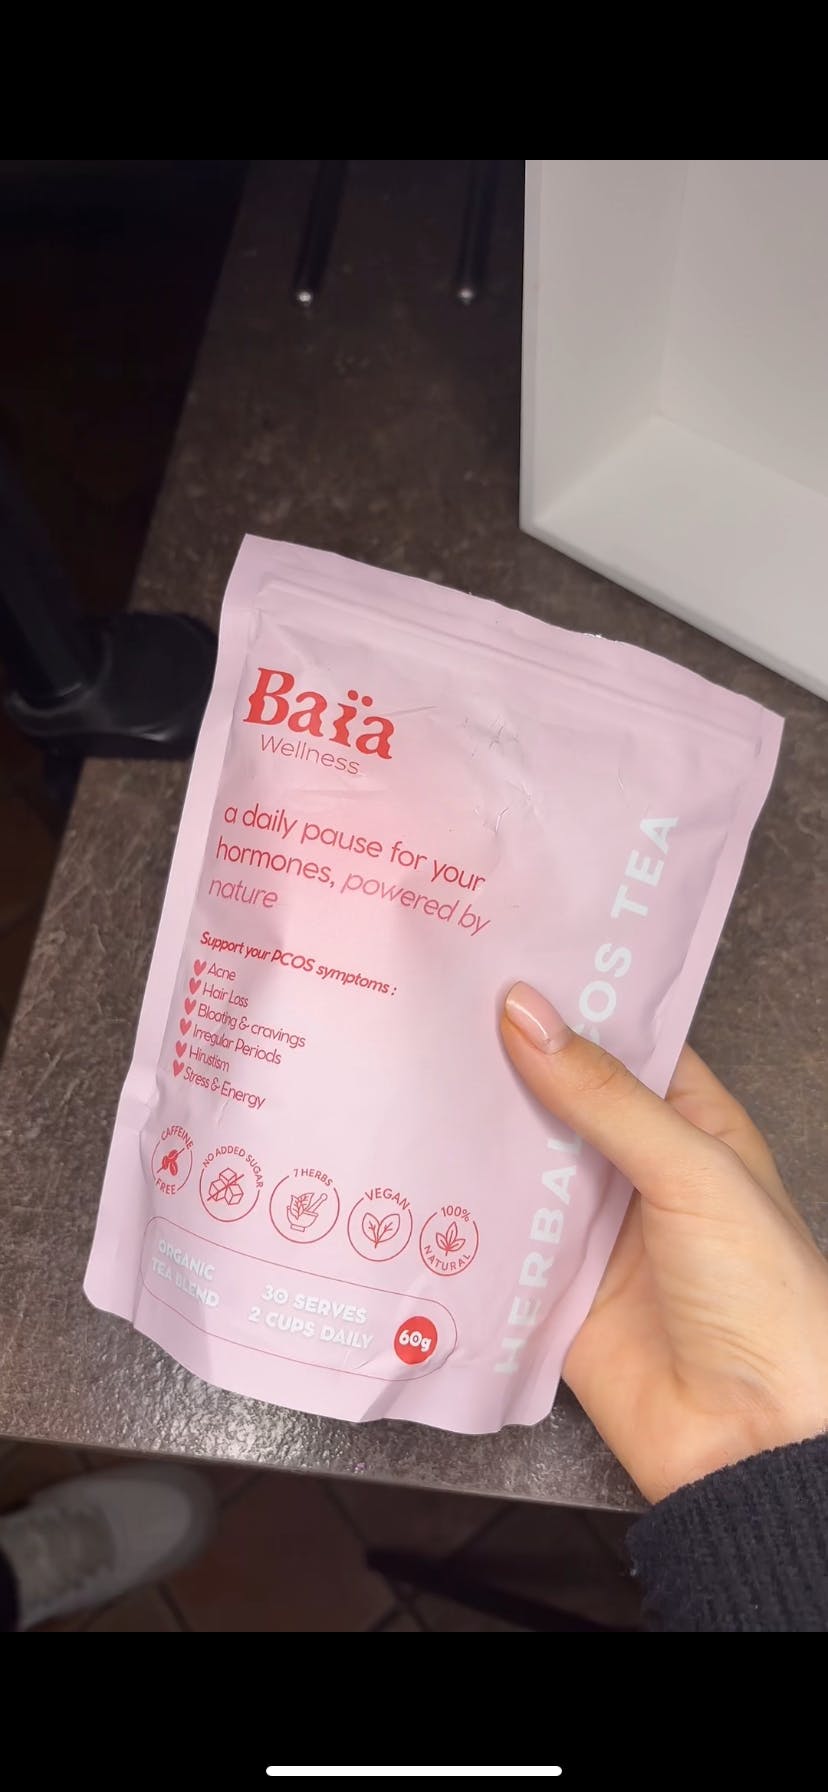 Baïa
Wellness
a daily pause for your
hormones, powered by
nature
Support your PCOS symptoms :
Acne
Hair Loss
Bloating & cravings
Irregular Periods
Hirustism
Stress & Energy
CAFFEINE
FREE
NO ADDED SUGAR
7 HERBS
VEGAN
100%
NATURAL
ORGANIC
TEA BLEND
30 SERVES
2 CUPS DAILY
60g
HERBAL COS TEA